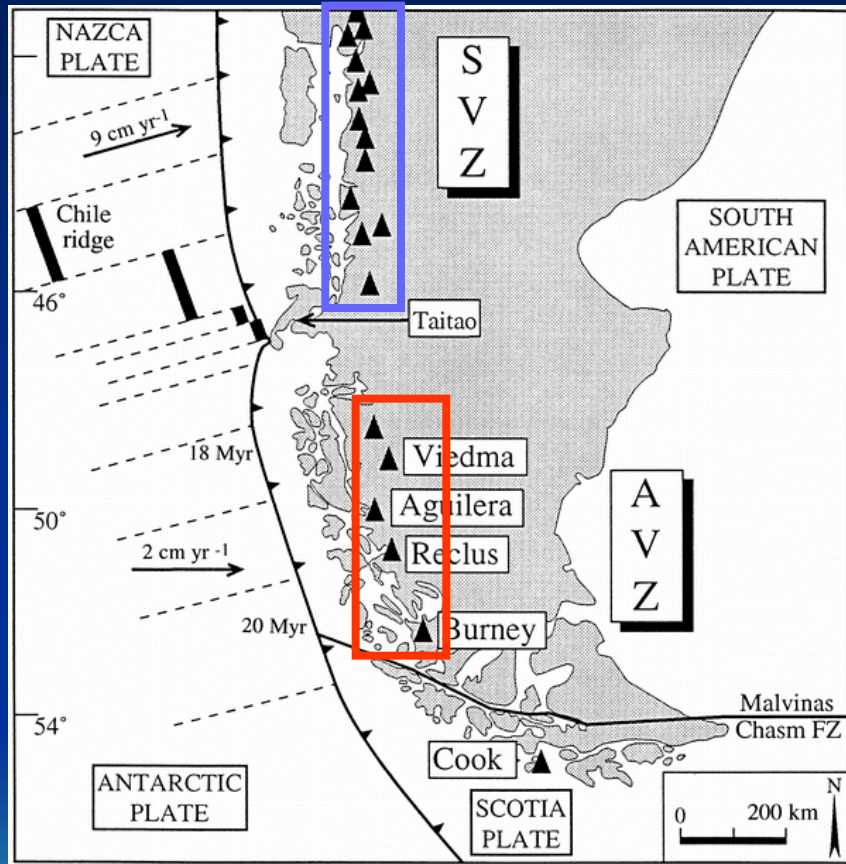 NAZCA
PLATE
S
V
Z
9 cm yr-1
Chile
ridge
SOUTH
AMERICAN
PLATE
46°
Taitao
18 Myr
Viedma
A
V
Z
50°
Aguilera
2 cm yr -1
Reclus
20 Myr
Burney
54°
Malvinas
Chasm FZ
Cook
ANTARCTIC
PLATE
SCOTIA
PLATE
N
0 200 km